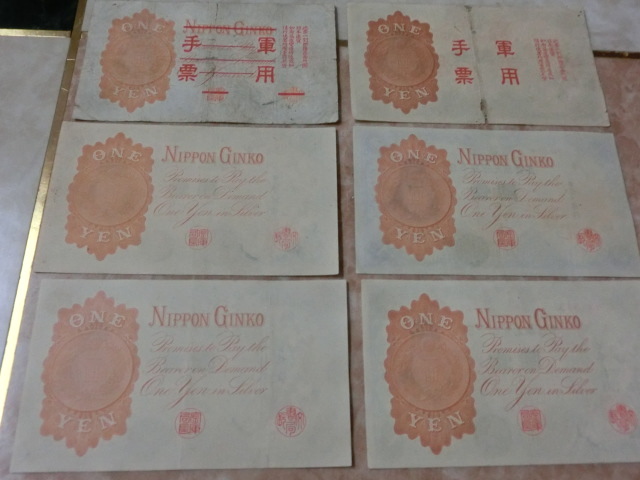 ONE
NIPPON GINKO
軍用
手票
YEN
ONE
軍用
手票
YEN
ONE
YEN
NIPPON GINKO
Promises to Pay the
Bearer on Demand
One Yen in Silver
ONE
YEN
NIPPON GINKO
Promises to Pay the
Bearer on Demand
One Yen in Silver
ONE
YEN
NIPPON GINKO
Promises to Pay the
Bearer on Demand
One Yen in Silver
ONE
YEN
NIPPON GINKO
Promises to Pay the
Bearer on Demand
One Yen in Silver